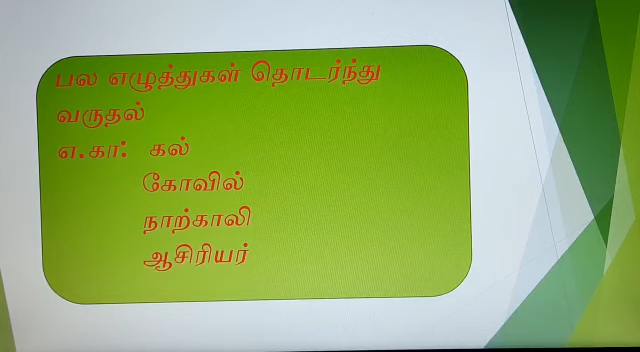 பல எழுத்துகள் தொடர்ந்து
வருதல்
எ.கா: கல்
கோவில்
நாற்காலி
ஆசிரியர்